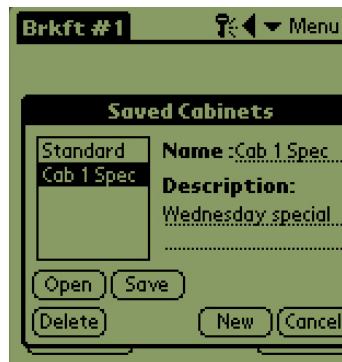 Brkft #1 Menu
Saved Cabinets
Standard
Cab 1 Spec
Name :Cab 1 Spec
Description:
Wednesday special
Open Save
Delete New Cancel